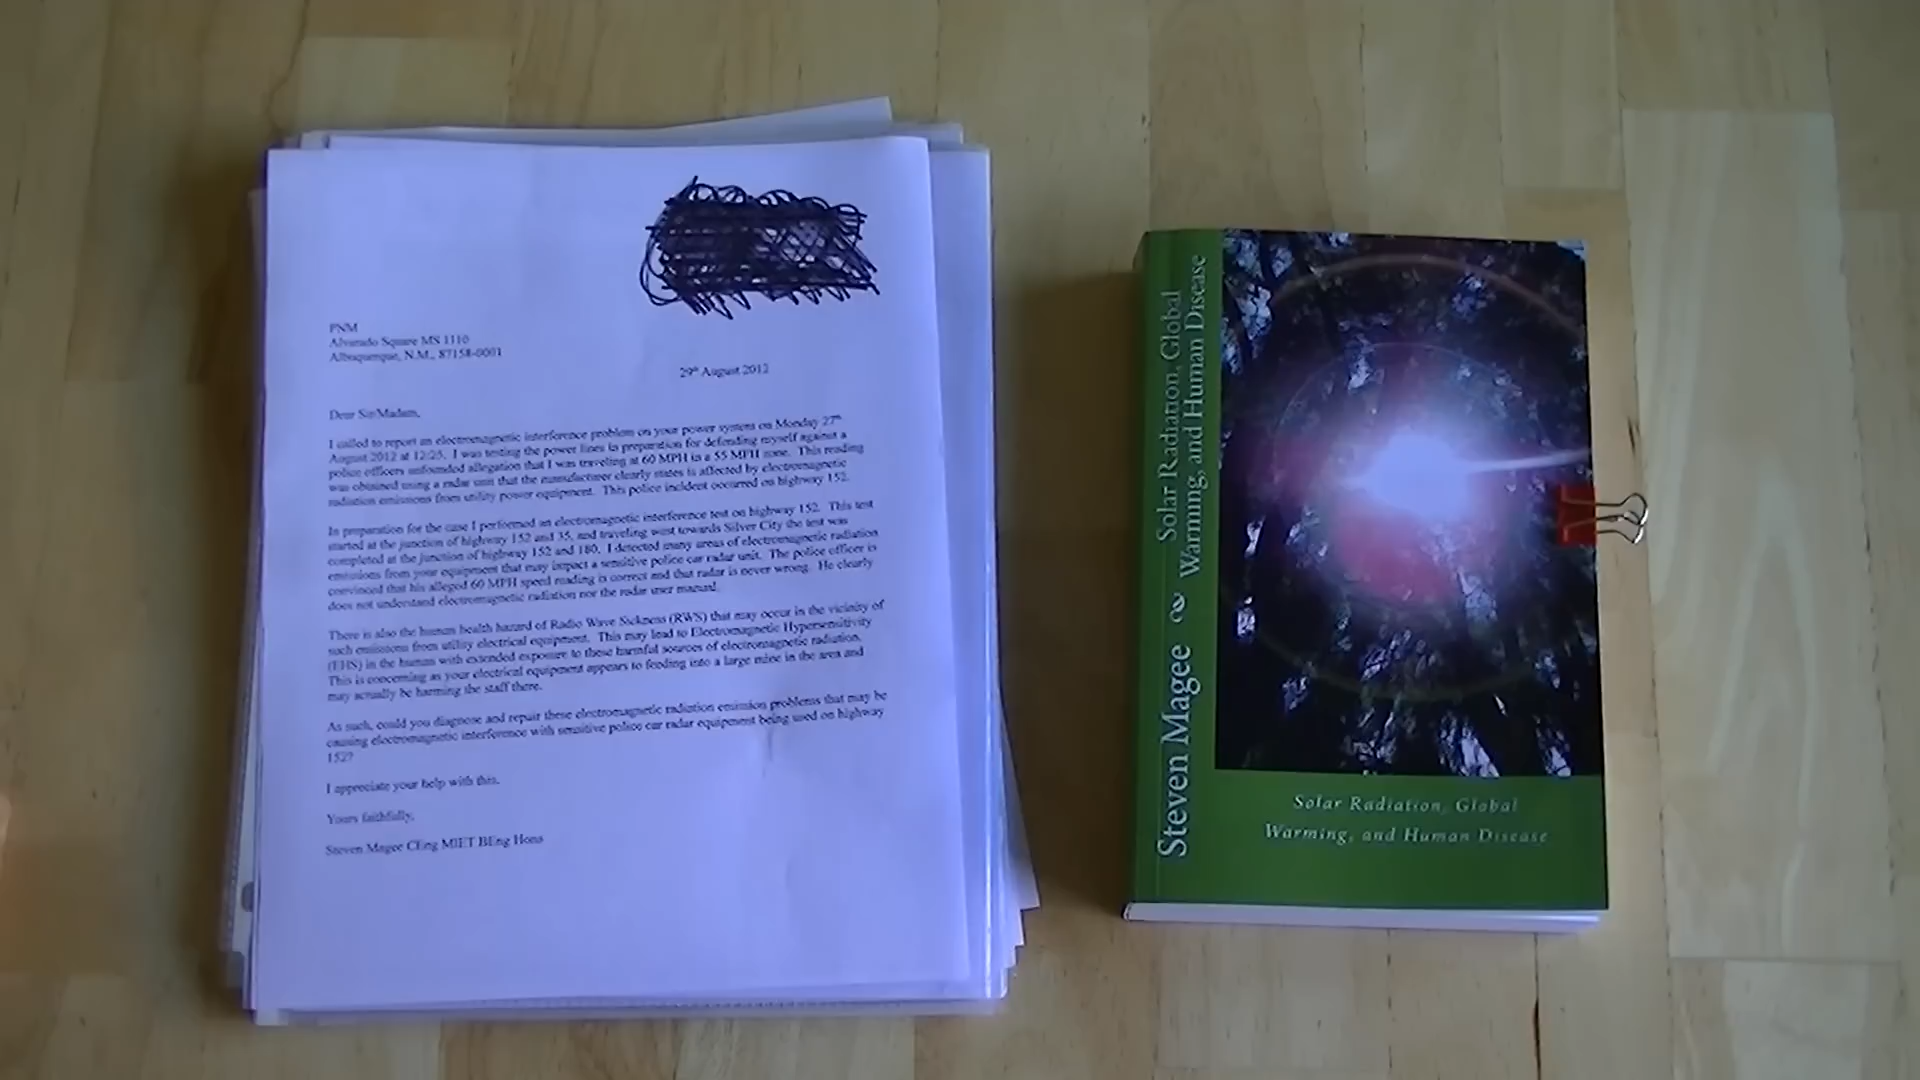 PNM
Alvarado Square MS 1110
Albuquerque, N.M., 87158-0001
29th August 2012
Dear Sir/Madam,
I called to report an electromagnetic interference problem on your power system on Monday 27th
August 2012 at 12:25. I was testing the power lines in preparation for defending myself against a
police officers unfounded allegation that I was traveling at 60 MPH in a 55 MPH zone. This reading
was obtained using a radar unit that the manufacturer clearly states is affected by electromagnetic
radiation emissions from utility power equipment. This police incident occurred on highway 152.
In preparation for the case I performed an electromagnetic interference test on highway 152. This test
started at the junction of highway 152 and 35, and traveling west towards Silver City the test was
completed at the junction of highway 152 and 180. I detected many areas of electromagnetic radiation
emissions from your equipment that may impact a sensitive police car radar unit. The police officer is
convinced that his alleged 60 MPH speed reading is correct and that radar is never wrong. He clearly
does not understand electromagnetic radiation nor the radar user manual.
There is also the human health hazard of Radio Wave Sickness (RWS) that may occur in the vicinity of
such emissions from utility electrical equipment. This may lead to Electromagnetic Hypersensitivity
(EHS) in the human with extended exposure to these harmful sources of electromagnetic radiation.
This is concerning as your electrical equipment appears to feeding into a large mine in the area and
may actually be harming the staff there.
As such, could you diagnose and repair these electromagnetic radiation emission problems that may be
causing electromagnetic interference with sensitive police car radar equipment being used on highway
152?
I appreciate your help with this.
Yours faithfully,
Steven Magee CEng MIET BEng Hons
Steven Magee
Solar Radiation, Global
Warming, and Human Disease
Solar Radiation, Global
Warming, and Human Disease